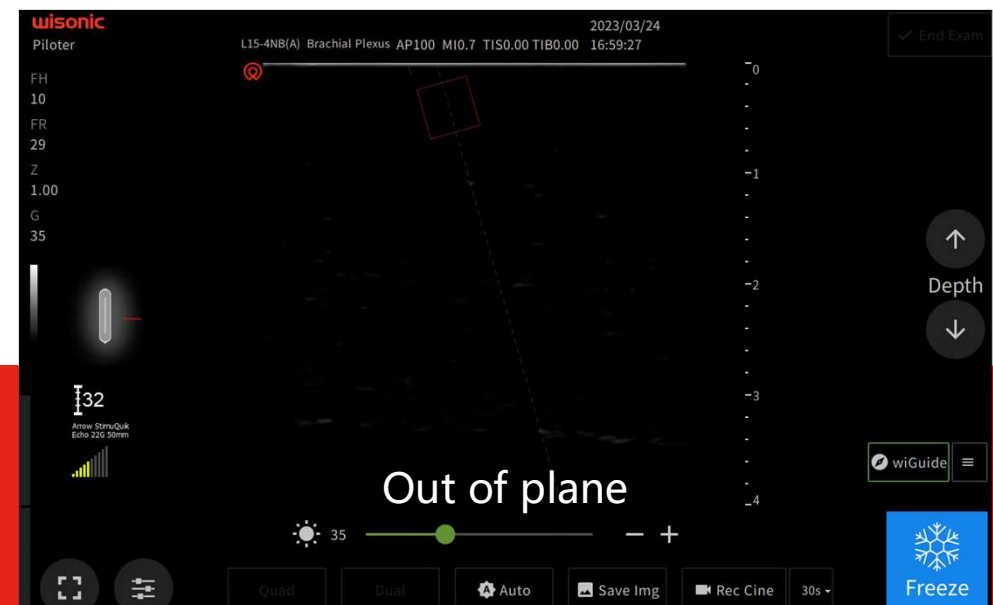 wisonic
Piloter
2023/03/24
L15-4NB(A) Brachial Plexus AP100 MI0.7 TIS0.00 TIB0.00 16:59:27
End Exam
FH
10
FR
29
Z
1.00
G
35
0
1
2
3
4
Depth
32
Arrow StimuQuik
Echo 22G 50mm
wiGuide
Out of plane
35
Quad
Dual
Auto
Save Img
Rec Cine
30s
Freeze